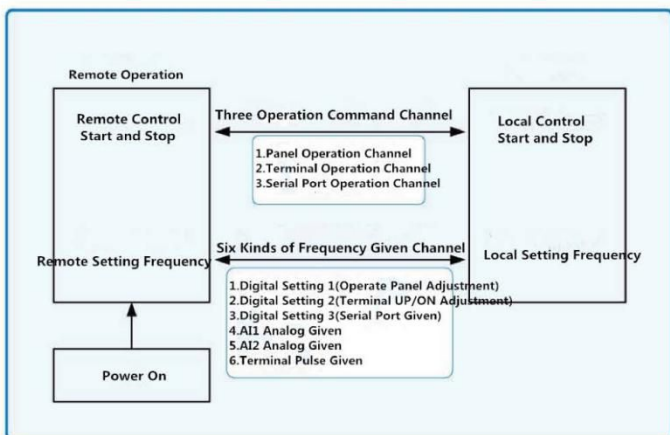 Remote Operation
Remote Control
Start and Stop
Three Operation Command Channel
Local Control
Start and Stop
1.Panel Operation Channel
2.Terminal Operation Channel
3.Serial Port Operation Channel
Six Kinds of Frequency Given Channel
Remote Setting Frequency
Local Setting Frequency
1.Digital Setting 1(Operate Panel Adjustment)
2.Digital Setting 2(Terminal UP/ON Adjustment)
3.Digital Setting 3(Serial Port Given)
4.AI1 Analog Given
5.AI2 Analog Given
6.Terminal Pulse Given
Power On